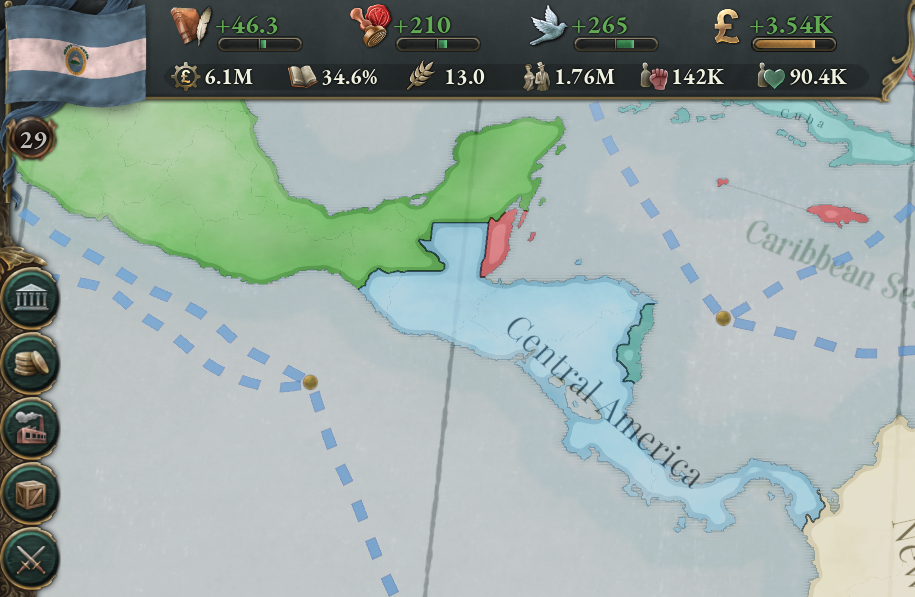 +46.3 +210 +265 +3.54K
6.1M 34.6% 13.0 1.76M 142K 90.4K
29
Cuba
Caribbean Se
Central America
New